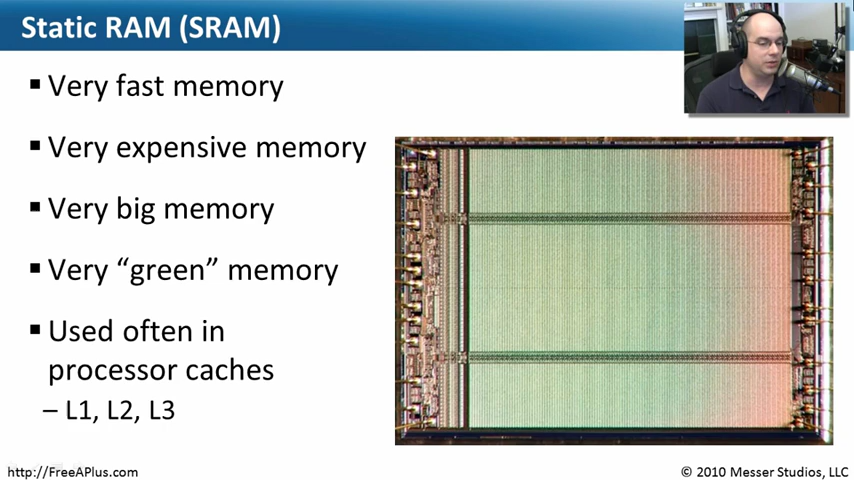 Static RAM (SRAM)
▪ Very fast memory
▪ Very expensive memory
▪ Very big memory
▪ Very “green” memory
▪ Used often in
processor caches
– L1, L2, L3
http://FreeAPlus.com
© 2010 Messer Studios, LLC